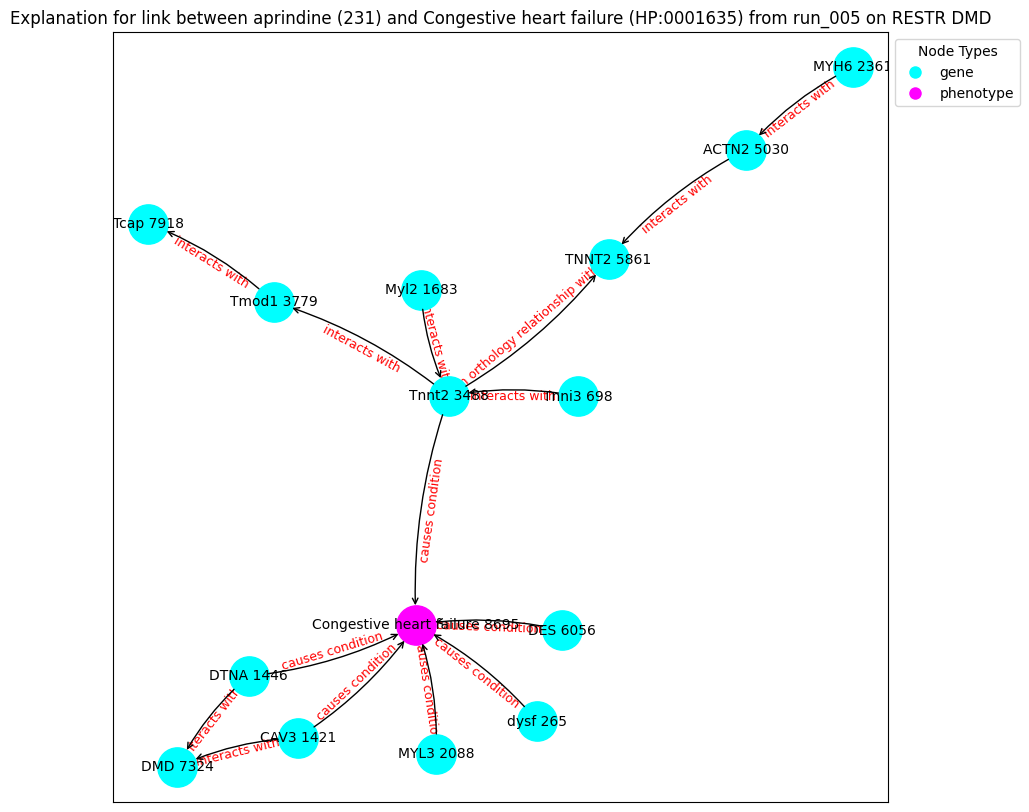 Explanation for link between aprindine (231) and Congestive heart failure (HP:0001635) from run_005 on RESTR DMD
Node Types
gene
phenotype
MYH6 2361
interacts with
ACTN2 5030
interacts with
TNNT2 5861
Tcap 7918
interacts with
Tmod1 3779
interacts with
Myl2 1683
interacts with
orthology relationship with
Tnnt2 3488
interacts with
Tnni3 698
causes condition
Congestive heart failure 8695
causes condition
DES 6056
causes condition
DTNA 1446
causes condition
causes condition
causes condition
dysf 265
interacts with
CAV3 1421
interacts with
MYL3 2088
DMD 7324